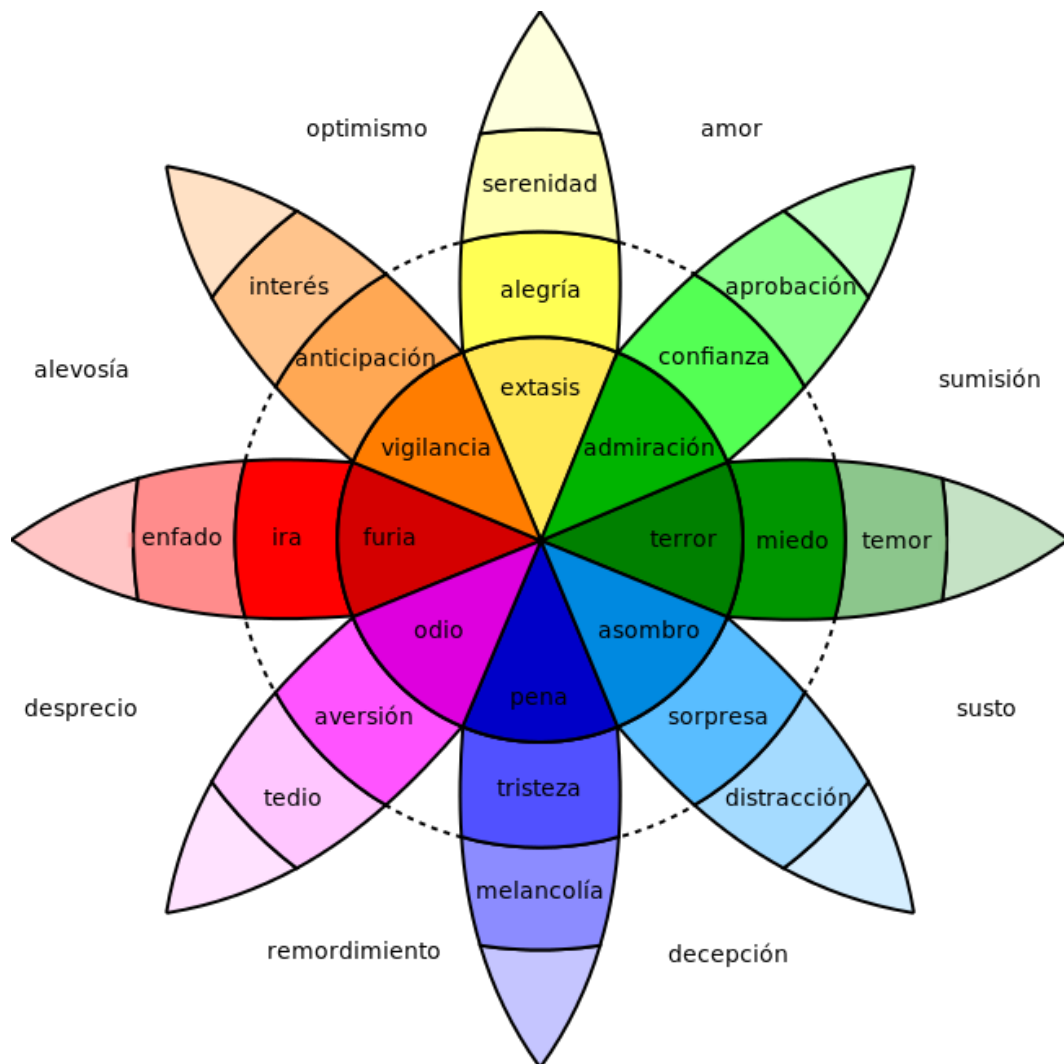 optimismo
amor
serenidad
interés
alegría
aprobación
anticipación
confianza
alevosía
extasis
sumisión
vigilancia
admiración
enfado
ira
furia
terror
miedo
temor
odio
asombro
pena
desprecio
aversión
sorpresa
susto
tristeza
tedio
distracción
melancolía
remordimiento
decepción